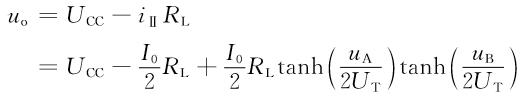 u_o = U_CC − i_Ⅱ R_L
= U_CC − I_0/2 R_L + I_0/2 R_L tanh(u_A/2U_T) tanh(u_B/2U_T)